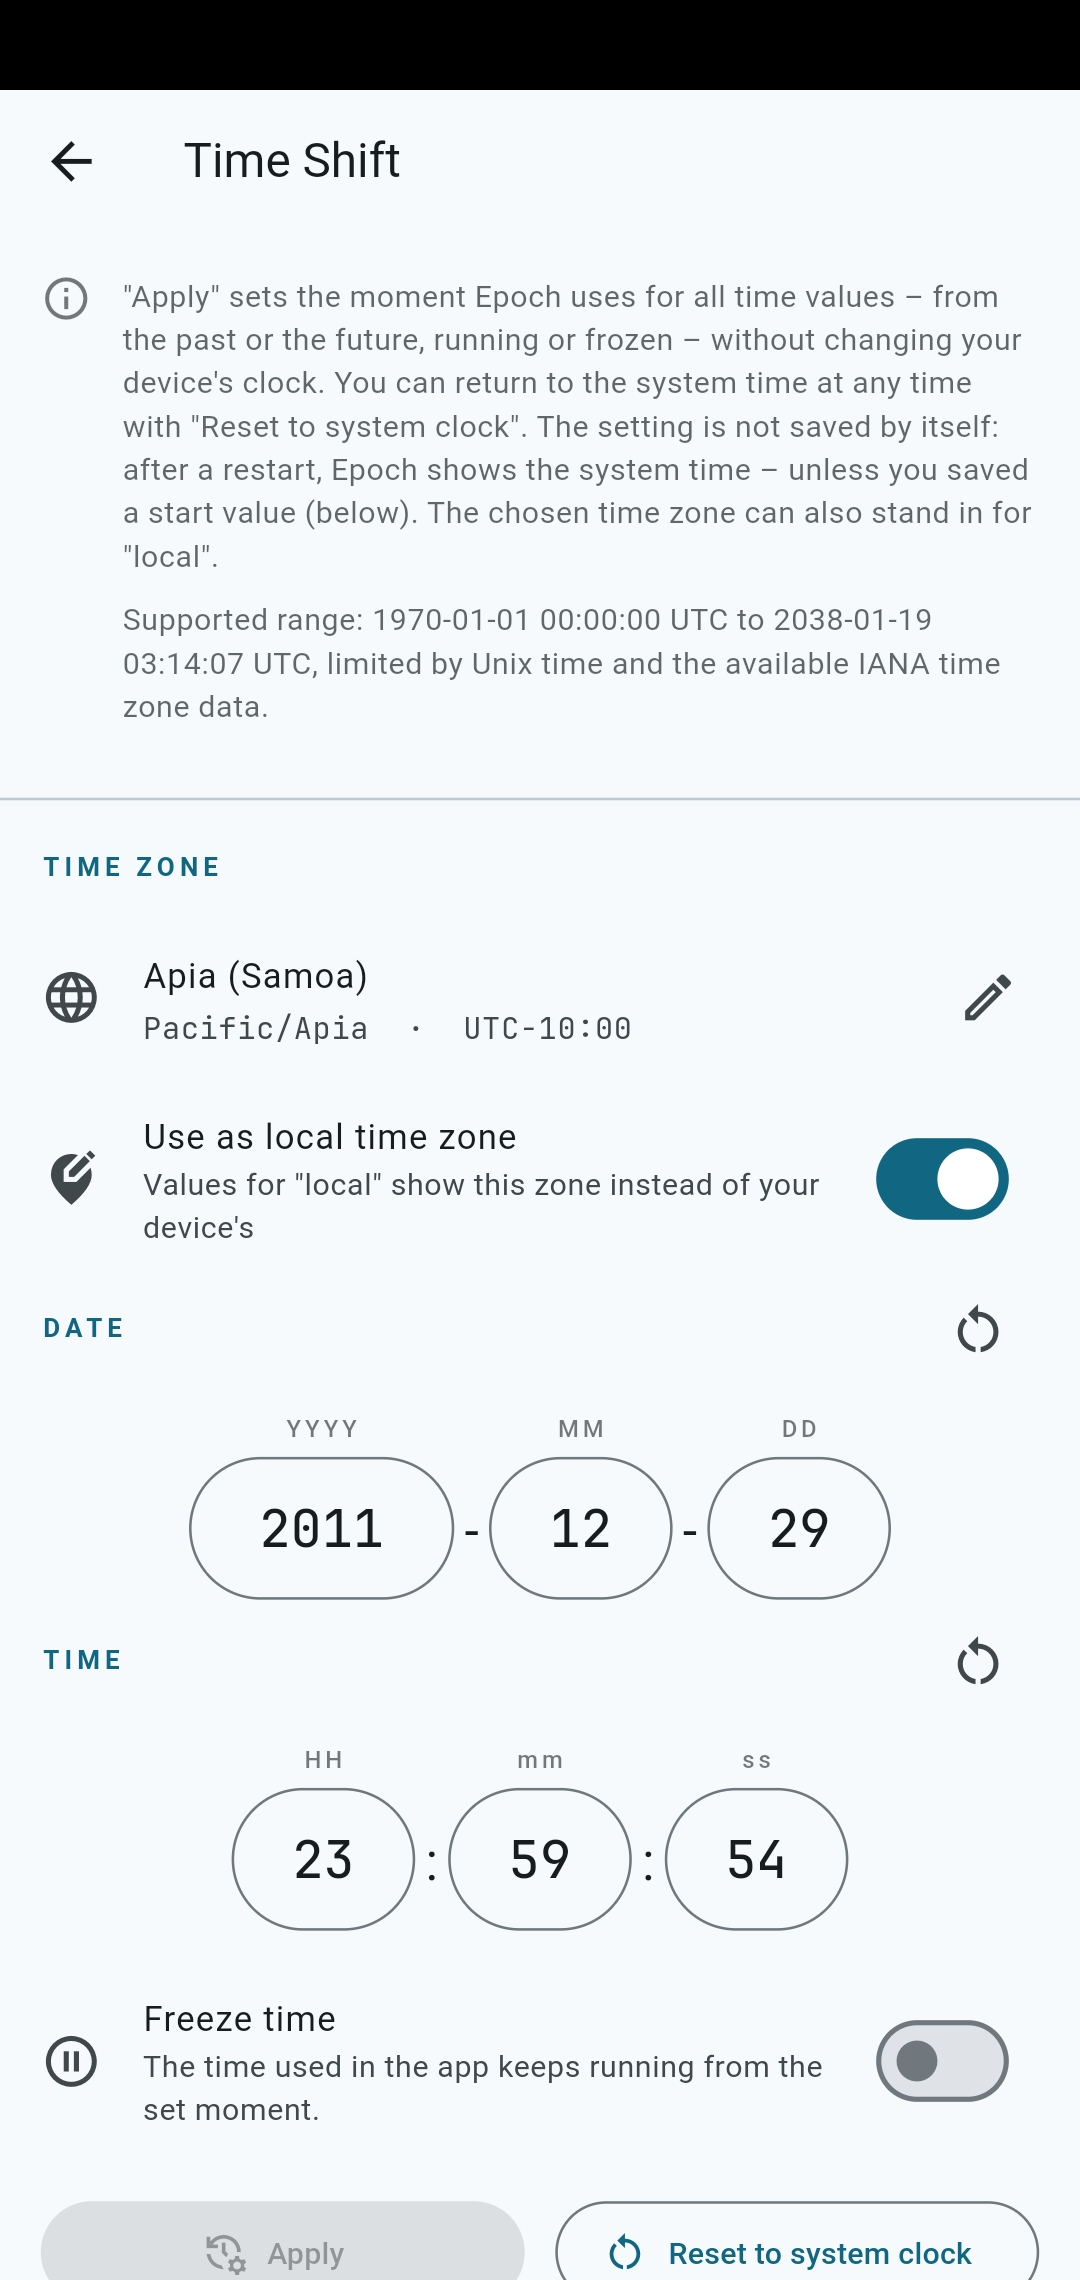 Time Shift
"Apply" sets the moment Epoch uses for all time values – from
the past or the future, running or frozen – without changing your
device's clock. You can return to the system time at any time
with "Reset to system clock". The setting is not saved by itself:
after a restart, Epoch shows the system time – unless you saved
a start value (below). The chosen time zone can also stand in for
"local".
Supported range: 1970-01-01 00:00:00 UTC to 2038-01-19
03:14:07 UTC, limited by Unix time and the available IANA time
zone data.
TIME ZONE
Apia (Samoa)
Pacific/Apia · UTC-10:00
Use as local time zone
Values for "local" show this zone instead of your
device's
DATE
YYYY MM DD
2011 - 12 - 29
TIME
HH mm ss
23 : 59 : 54
Freeze time
The time used in the app keeps running from the
set moment.
Apply Reset to system clock